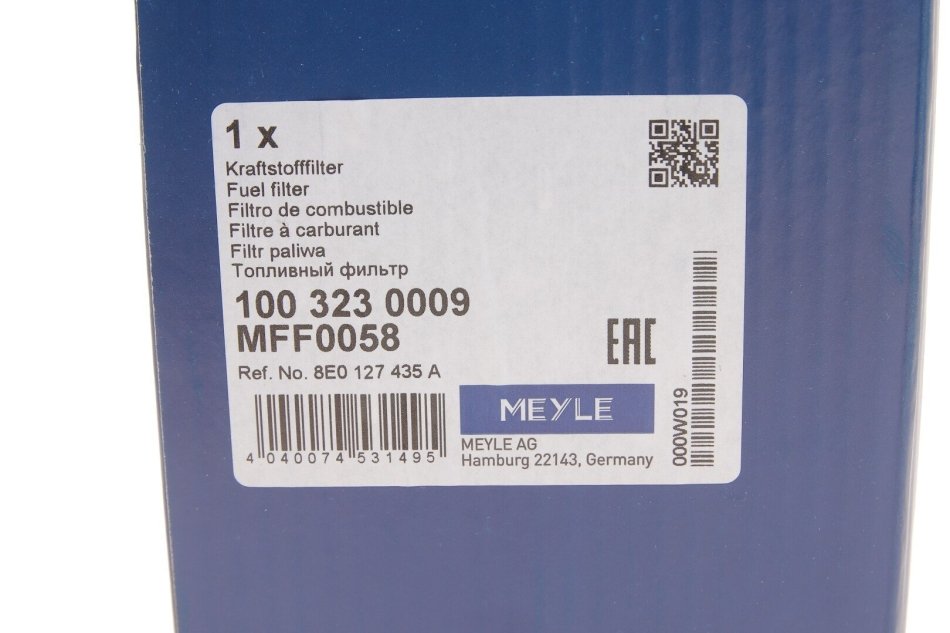 1 x
Kraftstofffilter
Fuel filter
Filtro de combustible
Filtre à carburant
Filtr paliwa
Топливный фильтр
100 323 0009
MFF0058
Ref. No. 8E0 127 435 A
EAC
MEYLE
MEYLE AG
Hamburg 22143, Germany
4 040074 531495
000W019